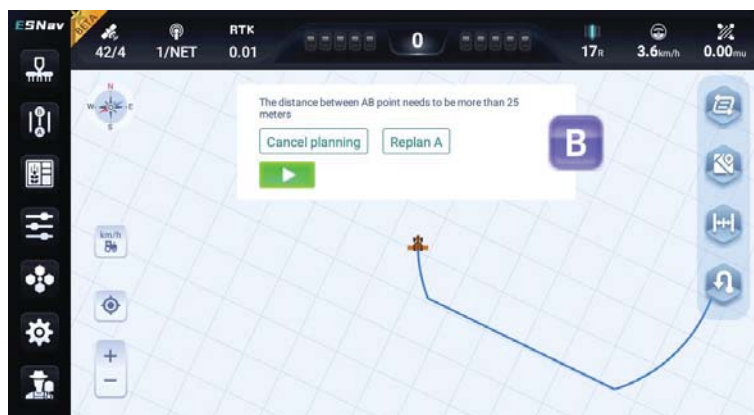 ESNav
BETA
42/4
1/NET
RTK
0.01
0
17R
3.6km/h
0.00mu
N
W
E
S
The distance between AB point needs to be more than 25
meters
Cancel planning
Replan A
B
km/h
B
A
+
−